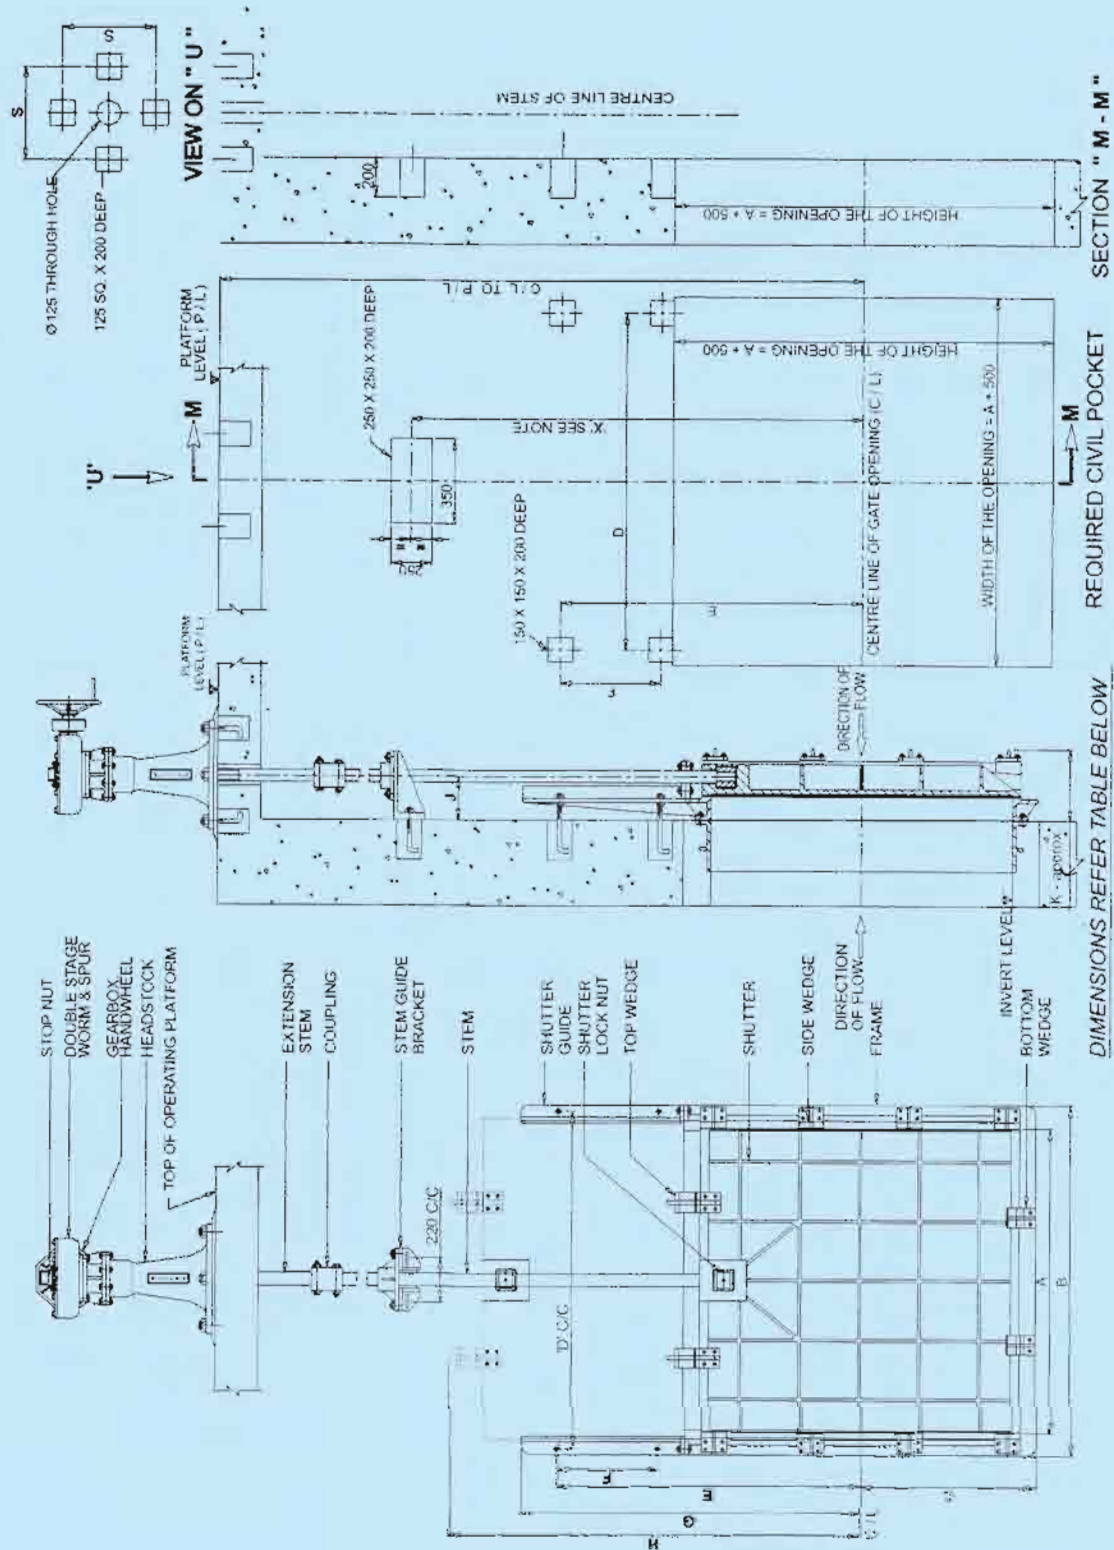 STOP NUT
DOUBLE STAGE
WORM & SPUR
GEARBOX
HANDWHEEL
HEADSTOCK
TOP OF OPERATING PLATFORM
EXTENSION
STEM
COUPLING
STEM GUIDE
BRACKET
220 C/C
STEM
'D' C/C
SHUTTER
GUIDE
SHUTTER
LOCK NUT
TOP WEDGE
SHUTTER
SIDE WEDGE
DIRECTION
OF FLOW
FRAME
INVERT LEVEL
BOTTOM
WEDGE
A
B
F
E
G
H
C/L
PLATFORM
LEVEL (P/L)
J
DIRECTION OF
FLOW
K - approx
'U'
M
PLATFORM
LEVEL (P/L)
250 X 250 X 200 DEEP
350
'X' SEE NOTE
C/L TO P/L
150 X 150 X 200 DEEP
D
E
F
HEIGHT OF THE OPENING = A + 500
CENTRE LINE OF GATE OPENING (C/L)
WIDTH OF THE OPENING = A + 500
M
Ø125 THROUGH HOLE
125 SQ. X 200 DEEP
S
S
VIEW ON "U"
200
CENTRE LINE OF STEM
HEIGHT OF THE OPENING = A + 500
DIMENSIONS REFER TABLE BELOW
REQUIRED CIVIL POCKET
SECTION "M - M"